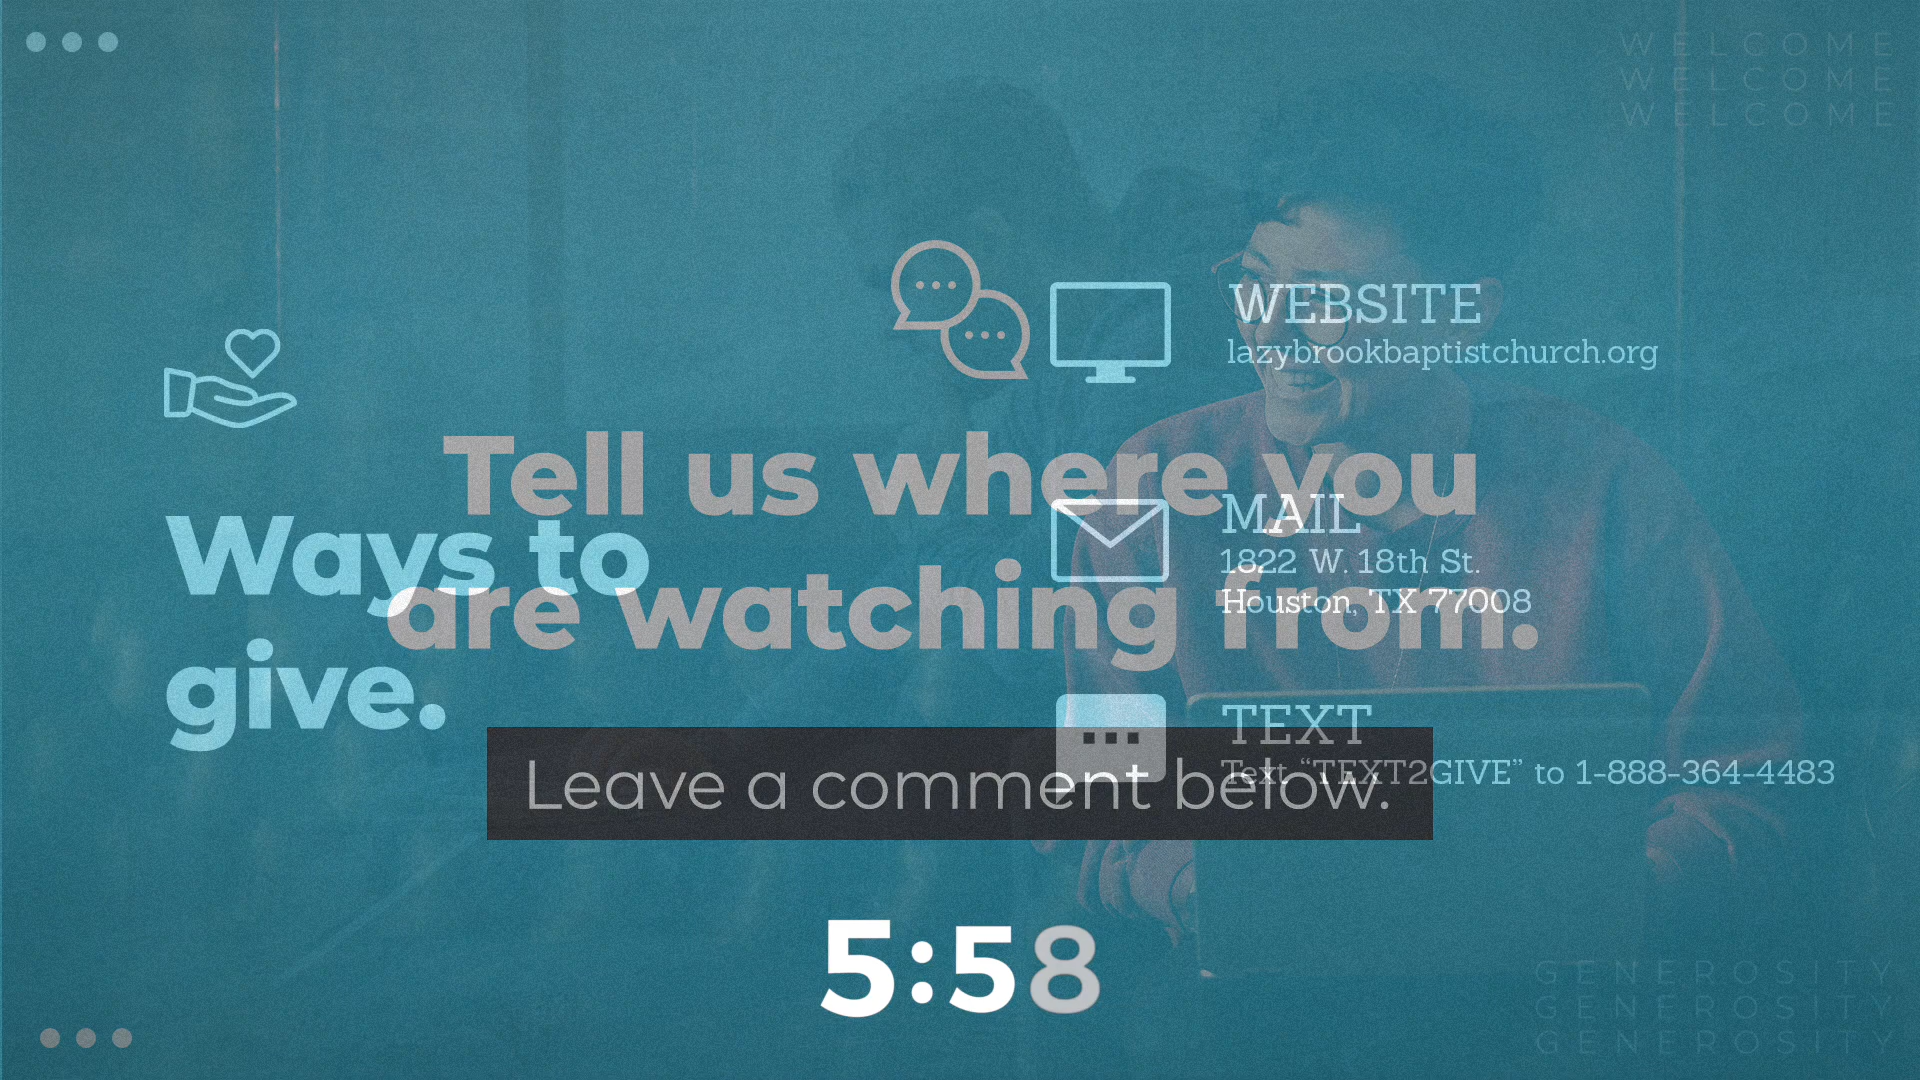 WELCOME
WELCOME
WELCOME
WEBSITE
lazybrookbaptistchurch.org
Tell us where you
are watching from.
Ways to
give.
MAIL
1822 W. 18th St.
Houston, TX 77008
TEXT
Text “TEXT2GIVE” to 1-888-364-4483
Leave a comment below.
5:58
GENEROSITY
GENEROSITY
GENEROSITY